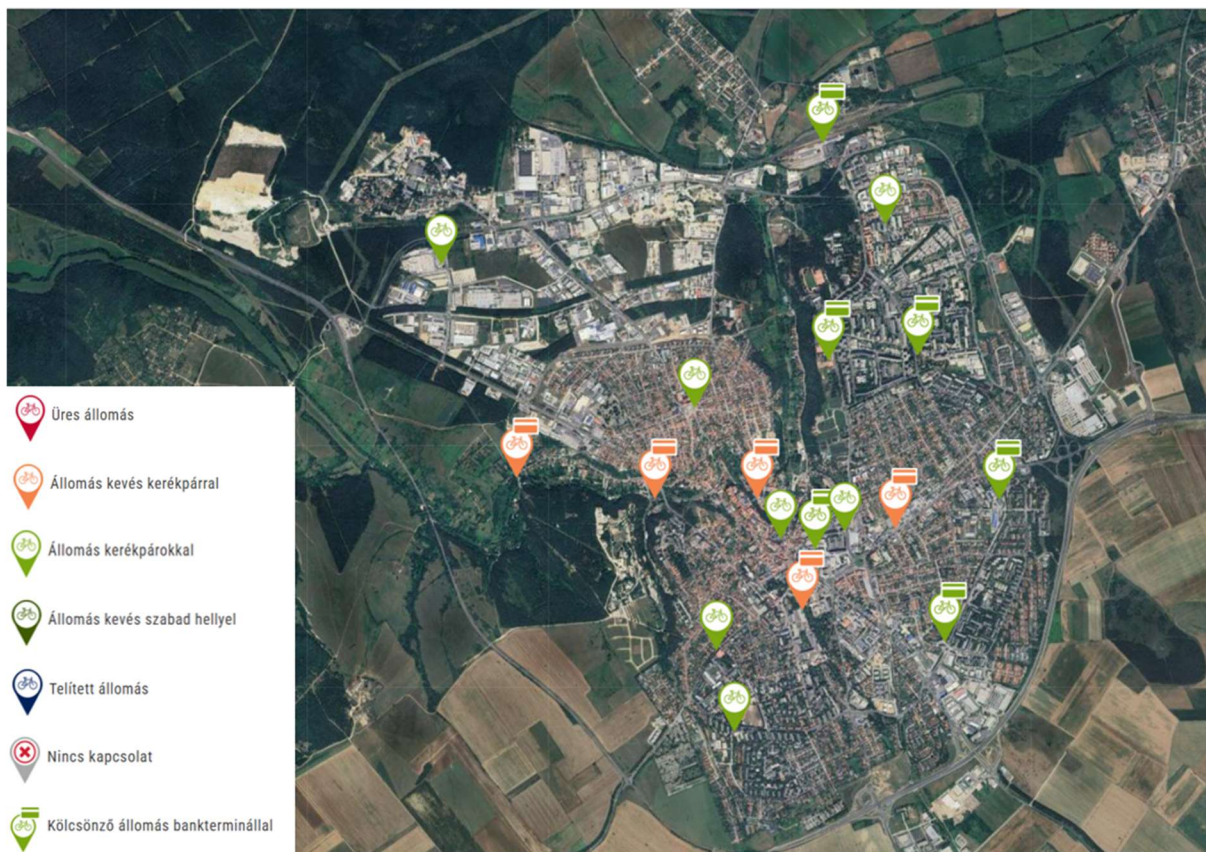 Üres állomás
Állomás kevés kerékpárral
Állomás kerékpárokkal
Állomás kevés szabad hellyel
Telített állomás
Nincs kapcsolat
Kölcsönző állomás bankterminállal